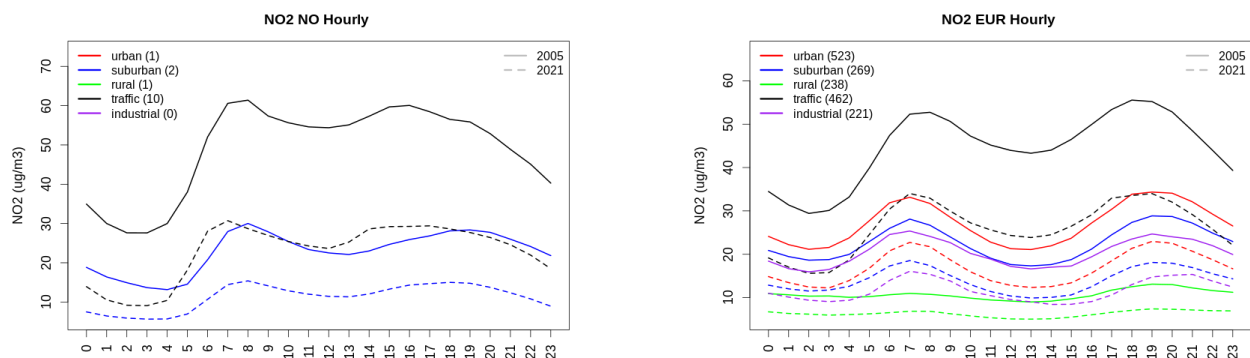 NO2 NO Hourly
NO2 (ug/m3)
70
60
50
40
30
20
10
urban (1)
suburban (2)
rural (1)
traffic (10)
industrial (0)
2005
2021
0 1 2 3 4 5 6 7 8 9 10 11 12 13 14 15 16 17 18 19 20 21 22 23
NO2 EUR Hourly
NO2 (ug/m3)
60
50
40
30
20
10
urban (523)
suburban (269)
rural (238)
traffic (462)
industrial (221)
2005
2021
0 1 2 3 4 5 6 7 8 9 10 11 12 13 14 15 16 17 18 19 20 21 22 23